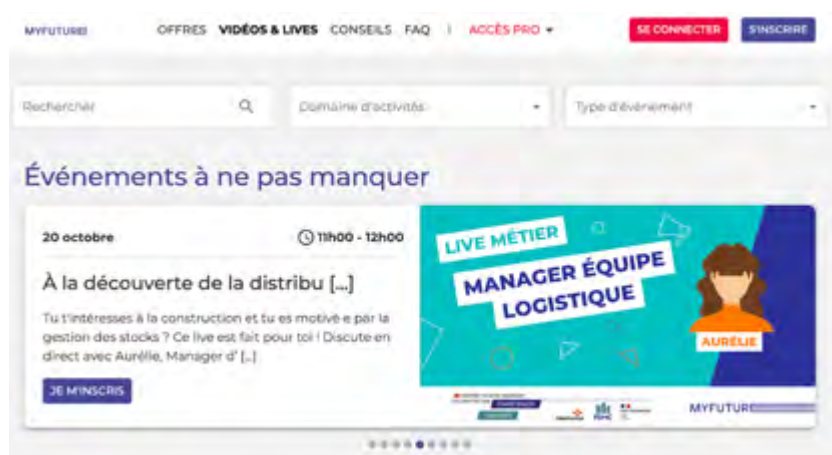 MYFUTURE
OFFRES VIDÉOS & LIVES CONSEILS FAQ | ACCÈS PRO
SE CONNECTER
S'INSCRIRE
Rechercher
Domaine d'activités
Type d'événement
Événements à ne pas manquer
20 octobre
11h00 - 12h00
À la découverte de la distribu [...]
Tu t'intéresses à la construction et tu es motivé·e par la
gestion des stocks ? Ce live est fait pour toi ! Discute en
direct avec Aurélie, Manager d' [...]
JE M'INSCRIS
LIVE MÉTIER
MANAGER ÉQUIPE
LOGISTIQUE
AURÉLIE
MYFUTURE